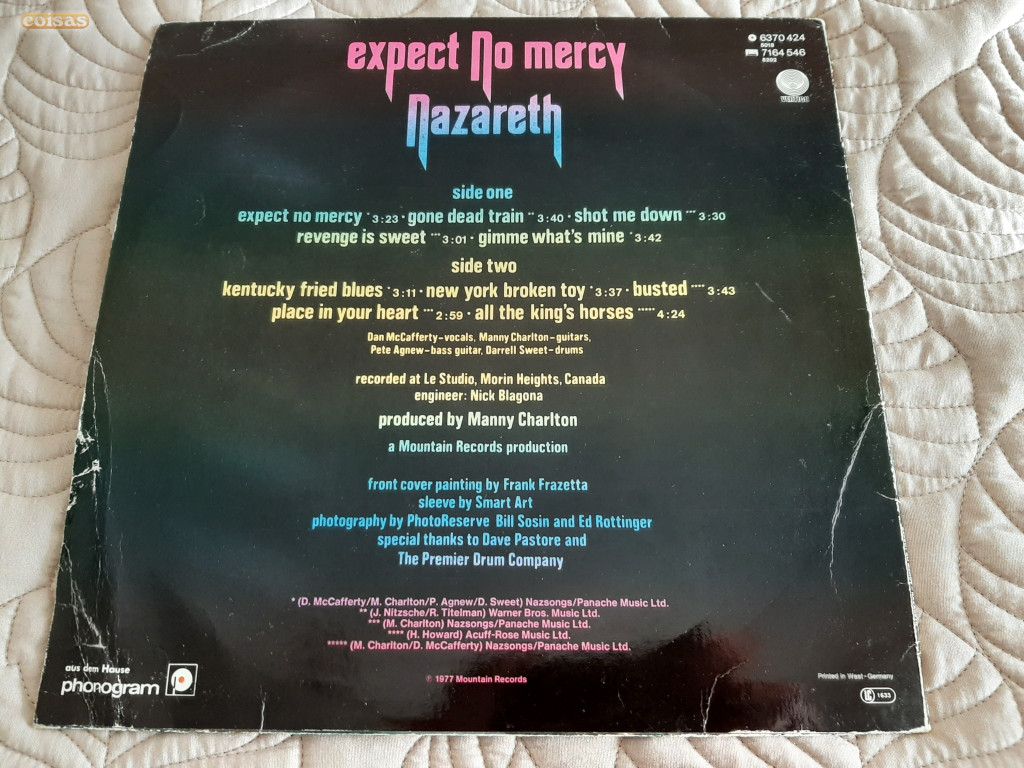 coisas
expect no mercy
6370 424
5018
7164 546
VERTIGO
nazareth
side one
expect no mercy *3:23 · gone dead train ** 3:40 · shot me down *** 3:30
revenge is sweet *** 3:01 · gimme what's mine *3:42
side two
kentucky fried blues *3:11 · new york broken toy *3:37 · busted **** 3:43
place in your heart *** 2:59 · all the king's horses ***** 4:24
Dan McCafferty-vocals, Manny Charlton-guitars,
Pete Agnew-bass guitar, Darrell Sweet-drums
recorded at Le Studio, Morin Heights, Canada
engineer: Nick Blagona
produced by Manny Charlton
a Mountain Records production
front cover painting by Frank Frazetta
sleeve by Smart Art
photography by PhotoReserve Bill Sosin and Ed Rottinger
special thanks to Dave Pastore and
The Premier Drum Company
* (D. McCafferty/M. Charlton/P. Agnew/D. Sweet) Nazsongs/Panache Music Ltd.
** (J. Nitzsche/R. Titelman) Warner Bros. Music Ltd.
*** (M. Charlton) Nazsongs/Panache Music Ltd.
**** (H. Howard) Acuff-Rose Music Ltd.
***** (M. Charlton/D. McCafferty) Nazsongs/Panache Music Ltd.
aus dem Hause
phonogram p
℗ 1977 Mountain Records
Printed in West-Germany
LC 1633